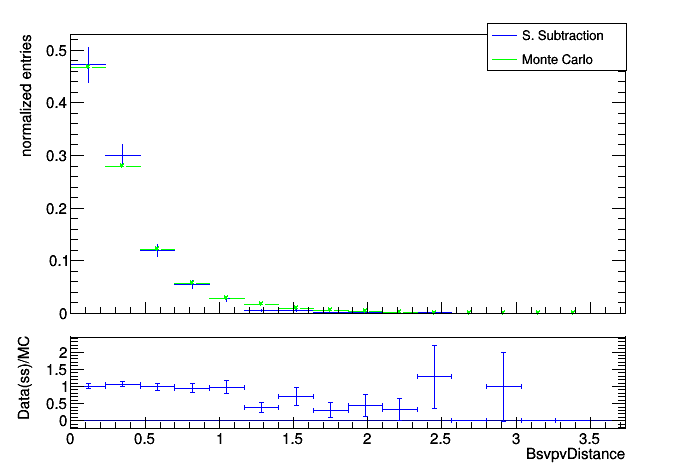 S. Subtraction
Monte Carlo
normalized entries
0.5
0.4
0.3
0.2
0.1
0
Data(ss)/MC
2
1.5
1
0.5
0
0 0.5 1 1.5 2 2.5 3 3.5
BsvpvDistance